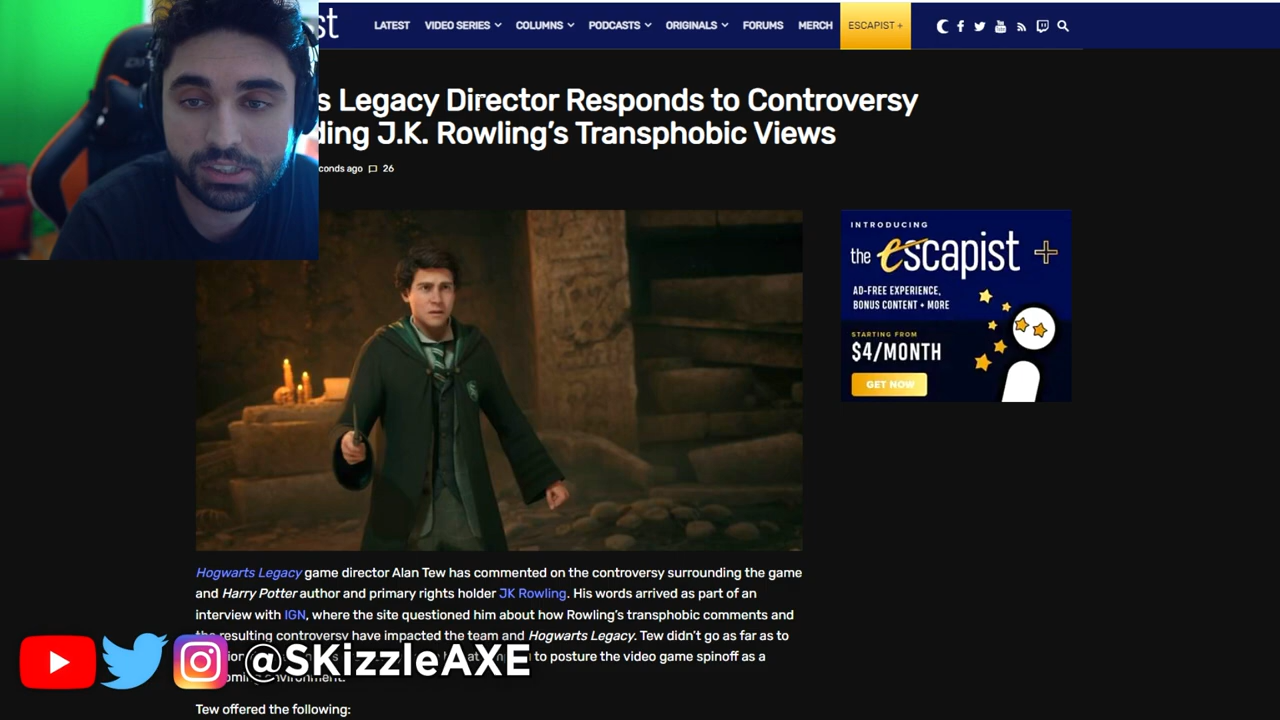 st
LATEST VIDEO SERIES COLUMNS PODCASTS ORIGINALS FORUMS MERCH ESCAPIST +
s Legacy Director Responds to Controversy
ding J.K. Rowling's Transphobic Views
conds ago 26
INTRODUCING
the escapist +
AD-FREE EXPERIENCE,
BONUS CONTENT + MORE
STARTING FROM
$4/MONTH
GET NOW
Hogwarts Legacy game director Alan Tew has commented on the controversy surrounding the game
and Harry Potter author and primary rights holder JK Rowling. His words arrived as part of an
interview with IGN, where the site questioned him about how Rowling's transphobic comments and
the resulting controversy have impacted the team and Hogwarts Legacy. Tew didn't go as far as to
to posture the video game spinoff as a
environment.
@SKizzleAXE
Tew offered the following: